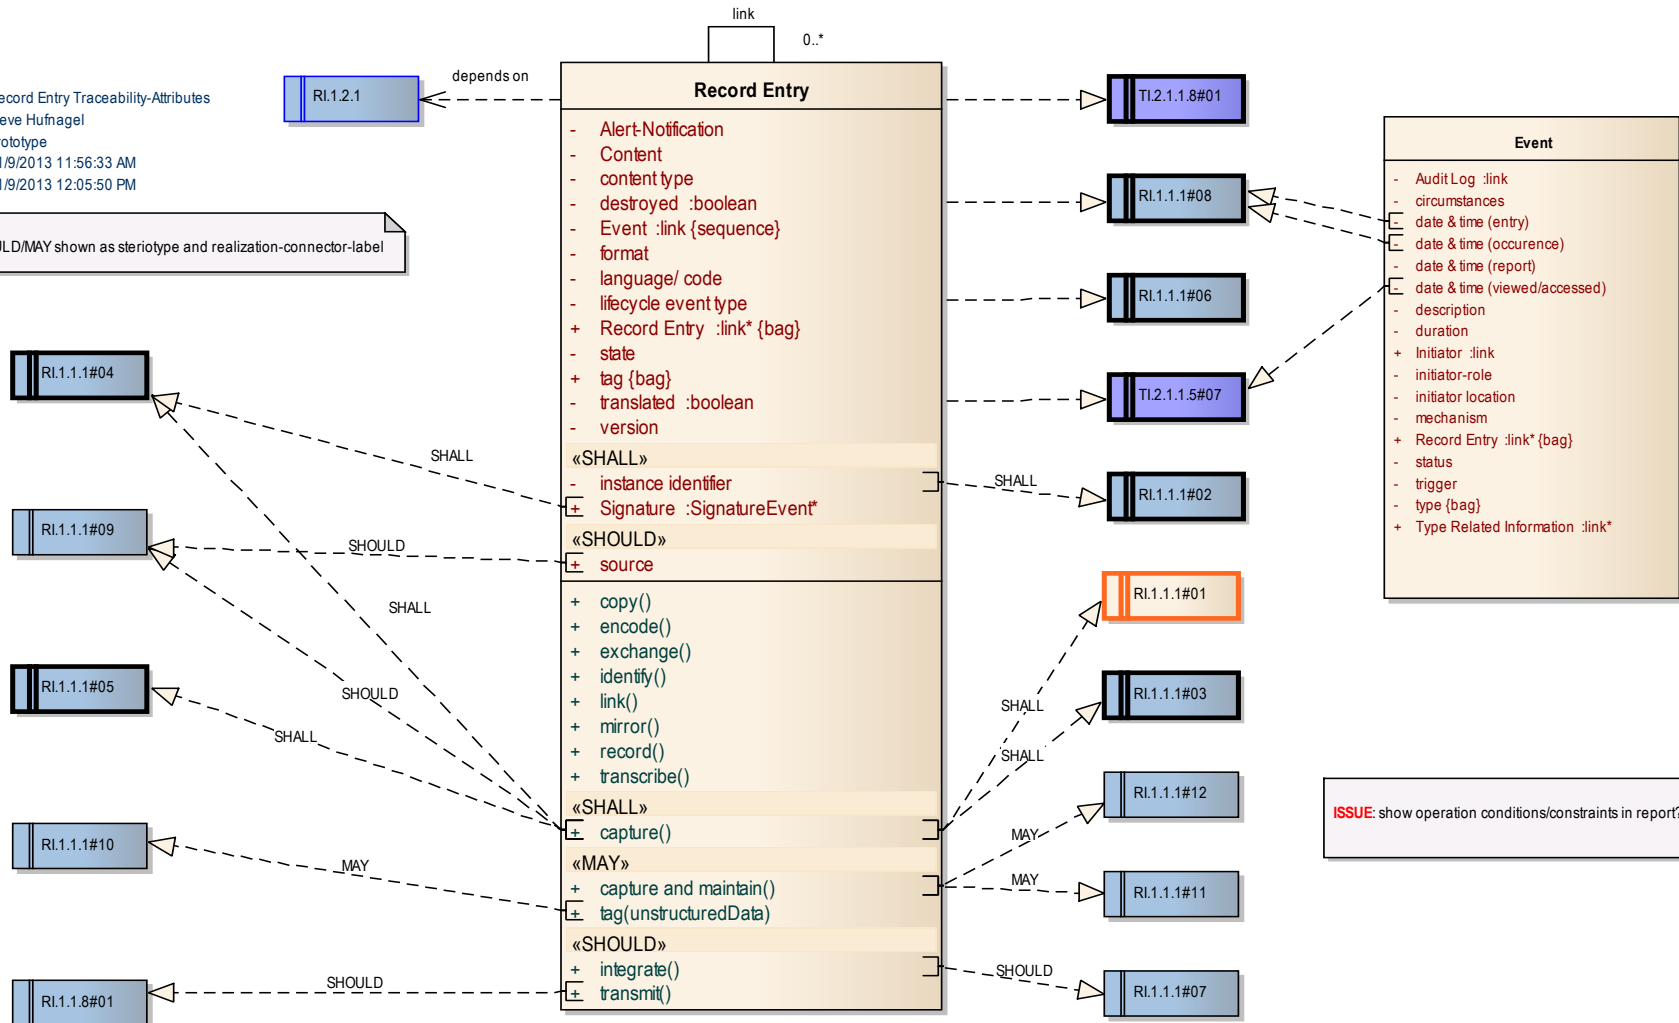 link
0..*
depends on
RI.1.2.1
ecord Entry Traceability-Attributes
eve Hufnagel
rototype
/9/2013 11:56:33 AM
/9/2013 12:05:50 PM
LD/MAY shown as steriotype and realization-connector-label
RI.1.1.1#04
RI.1.1.1#09
RI.1.1.1#05
RI.1.1.1#10
RI.1.1.8#01
SHALL
SHOULD
SHALL
SHOULD
SHALL
MAY
SHOULD
Record Entry
- Alert-Notification
- Content
- content type
- destroyed :boolean
- Event :link {sequence}
- format
- language/ code
- lifecycle event type
+ Record Entry :link* {bag}
- state
+ tag {bag}
- translated :boolean
- version
«SHALL»
- instance identifier
+ Signature :SignatureEvent*
«SHOULD»
+ source
+ copy()
+ encode()
+ exchange()
+ identify()
+ link()
+ mirror()
+ record()
+ transcribe()
«SHALL»
+ capture()
«MAY»
+ capture and maintain()
+ tag(unstructuredData)
«SHOULD»
+ integrate()
+ transmit()
SHALL
SHALL
SHALL
MAY
MAY
SHOULD
TI.2.1.1.8#01
RI.1.1.1#08
RI.1.1.1#06
TI.2.1.1.5#07
RI.1.1.1#02
RI.1.1.1#01
RI.1.1.1#03
RI.1.1.1#12
RI.1.1.1#11
RI.1.1.1#07
Event
- Audit Log :link
- circumstances
- date & time (entry)
- date & time (occurence)
- date & time (report)
- date & time (viewed/accessed)
- description
- duration
+ Initiator :link
- initiator-role
- initiator location
- mechanism
+ Record Entry :link* {bag}
- status
- trigger
- type {bag}
+ Type Related Information :link*
ISSUE: show operation conditions/constraints in report?